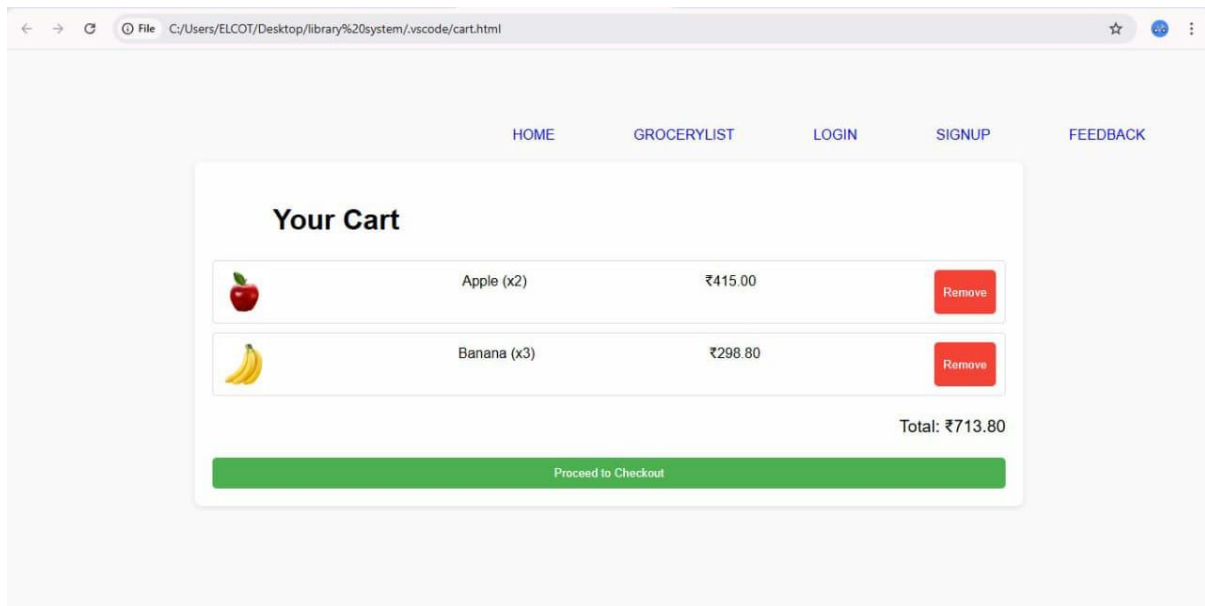 File C:/Users/ELCOT/Desktop/library%20system/.vscode/cart.html
HOME GROCERYLIST LOGIN SIGNUP FEEDBACK
Your Cart
Apple (x2) ₹415.00 Remove
Banana (x3) ₹298.80 Remove
Total: ₹713.80
Proceed to Checkout